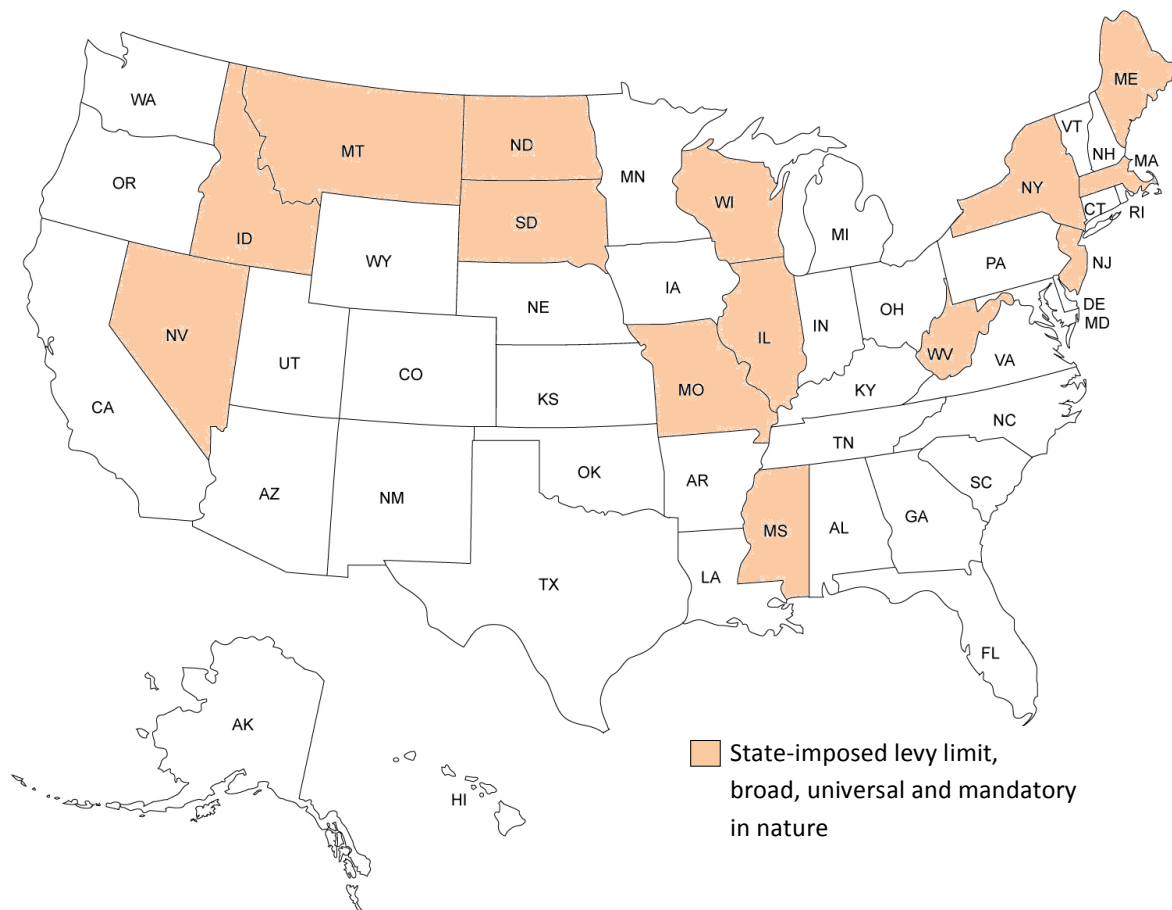 WA
OR
CA
NV
ID
MT
WY
UT
AZ
CO
NM
ND
SD
NE
KS
OK
TX
MN
IA
MO
AR
LA
WI
IL
MI
IN
OH
KY
TN
MS
AL
GA
FL
SC
NC
VA
WV
PA
NY
VT
NH
ME
MA
RI
CT
NJ
DE
MD
AK
HI
State-imposed levy limit,
broad, universal and mandatory
in nature